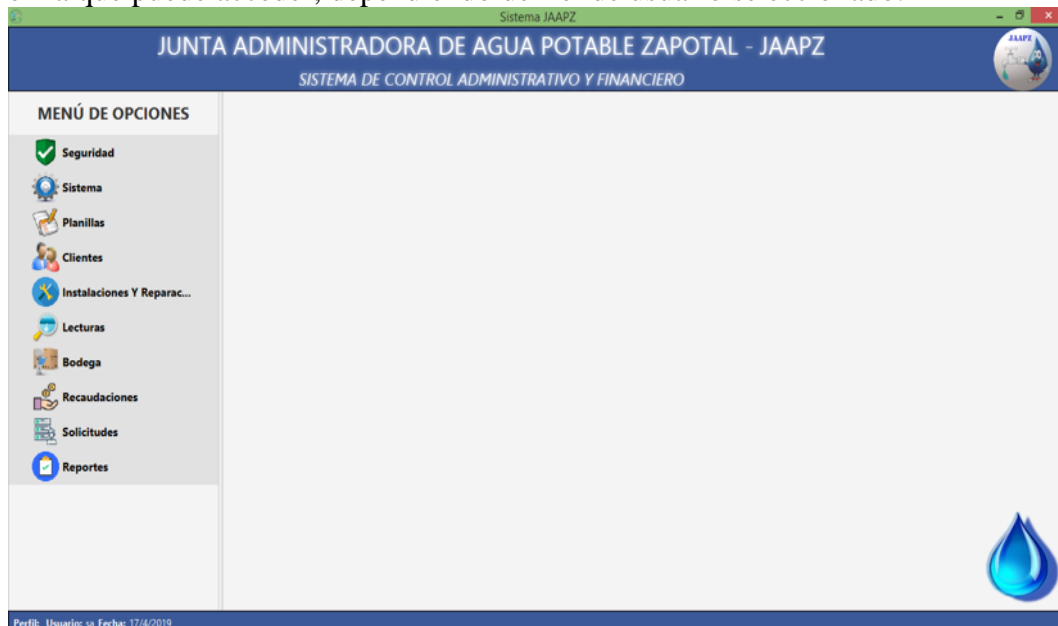 Sistema JAAPZ
JUNTA ADMINISTRADORA DE AGUA POTABLE ZAPOTAL - JAAPZ
JAAPZ
SISTEMA DE CONTROL ADMINISTRATIVO Y FINANCIERO
MENÚ DE OPCIONES
Seguridad
Sistema
Planillas
Clientes
Instalaciones Y Reparac...
Lecturas
Bodega
Recaudaciones
Solicitudes
Reportes
Perfil: Usuario: sa Fecha: 17/4/2019